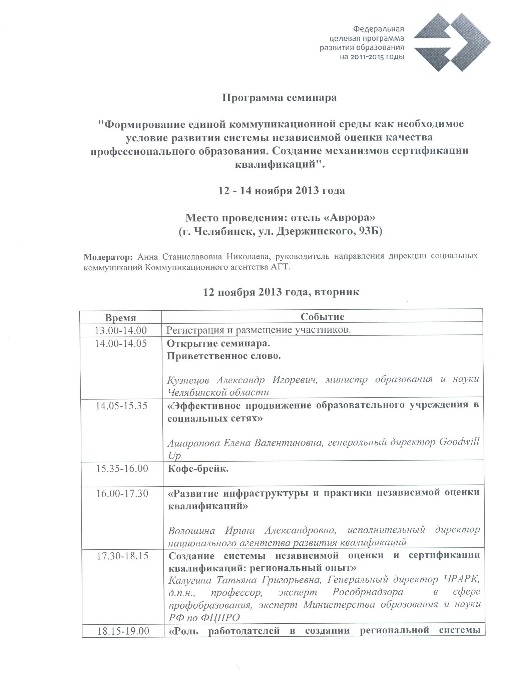 Федеральная
целевая программа
развития образования
на 2011-2015 годы
Программа семинара
"Формирование единой коммуникационной среды как необходимое
условие развития системы независимой оценки качества
профессионального образования. Создание механизмов сертификации
квалификаций".
12 - 14 ноября 2013 года
Место проведения: отель «Аврора»
(г. Челябинск, ул. Дзержинского, 93Б)
Модератор: Анна Станиславовна Николаева, руководитель направления дирекции социальных
коммуникаций Коммуникационного агентства АГТ.
12 ноября 2013 года, вторник
Время Событие
13.00-14.00 Регистрация и размещение участников.
14.00-14.05 Открытие семинара.
Приветственное слово.
Кузнецов Александр Игоревич, министр образования и науки
Челябинской области
14.05-15.35 «Эффективное продвижение образовательного учреждения в
социальных сетях»
Ашарапова Елена Валентиновна, генеральный директор Goodwill
Up
15.35-16.00 Кофе-брейк.
16.00-17.30 «Развитие инфраструктуры и практики независимой оценки
квалификаций»
Волошина Ирина Александровна, исполнительный директор
национального агентства развития квалификаций
17.30-18.15 Создание системы независимой оценки и сертификации
квалификаций: региональный опыт»
Калугина Татьяна Григорьевна, Генеральный директор ЧРАРК,
д.п.н., профессор, эксперт Рособрнадзора в сфере
профобразования, эксперт Министерства образования и науки
РФ по ФЦПРО
18.15-19.00 «Роль работодателей в создании региональной системы